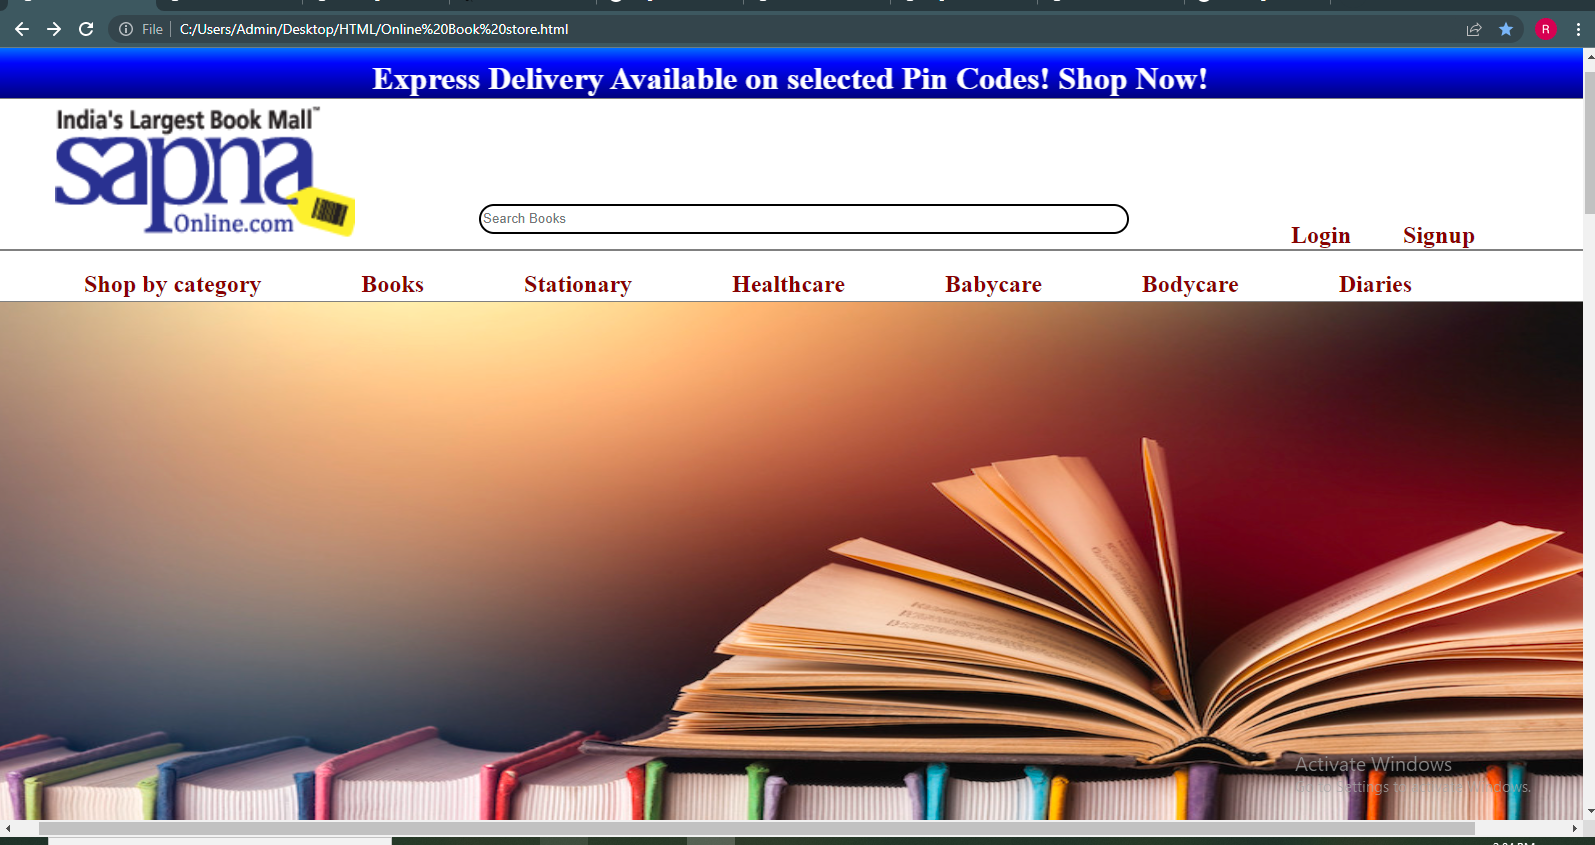 File C:/Users/Admin/Desktop/HTML/Online%20Book%20store.html
R
Express Delivery Available on selected Pin Codes! Shop Now!
India's Largest Book Mall™
sapna
Online.com
Search Books
Login Signup
Shop by category Books Stationary Healthcare Babycare Bodycare Diaries
Activate Windows
Go to Settings to activate Windows.